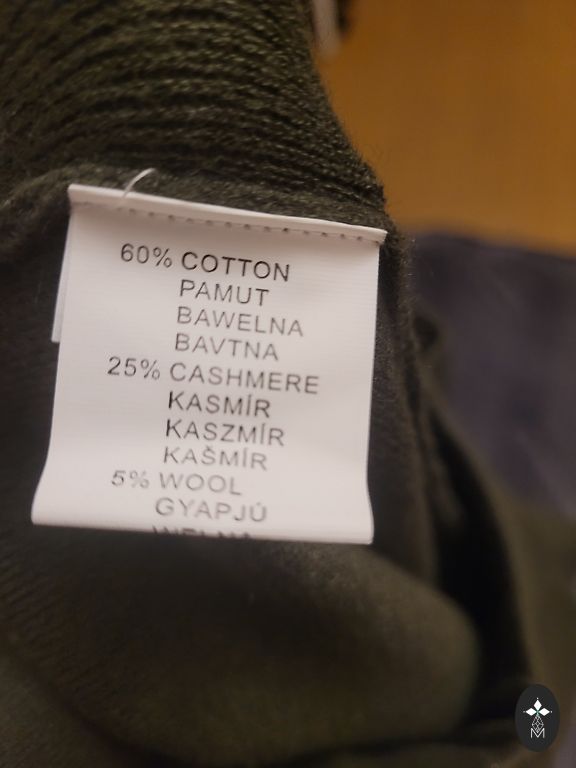 60% COTTON
PAMUT
BAWELNA
BAVTNA
25% CASHMERE
KASMÍR
KASZMÍR
KAŠMÍR
5% WOOL
GYAPJÚ